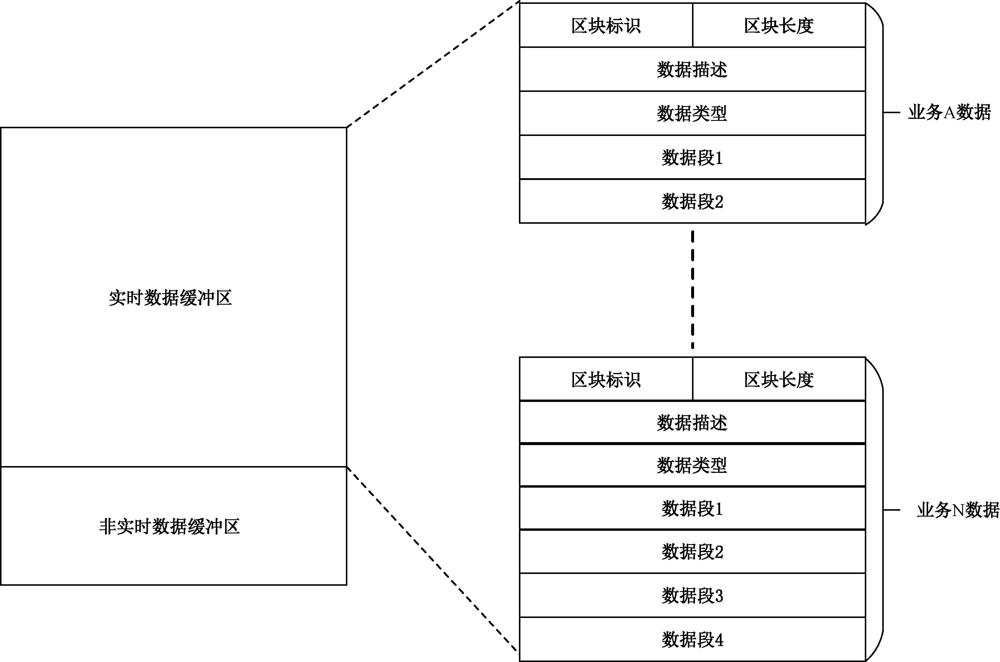 实时数据缓冲区
非实时数据缓冲区
区块标识 区块长度
数据描述
数据类型
数据段1
数据段2
业务A数据
区块标识 区块长度
数据描述
数据类型
数据段1
数据段2
数据段3
数据段4
业务N数据